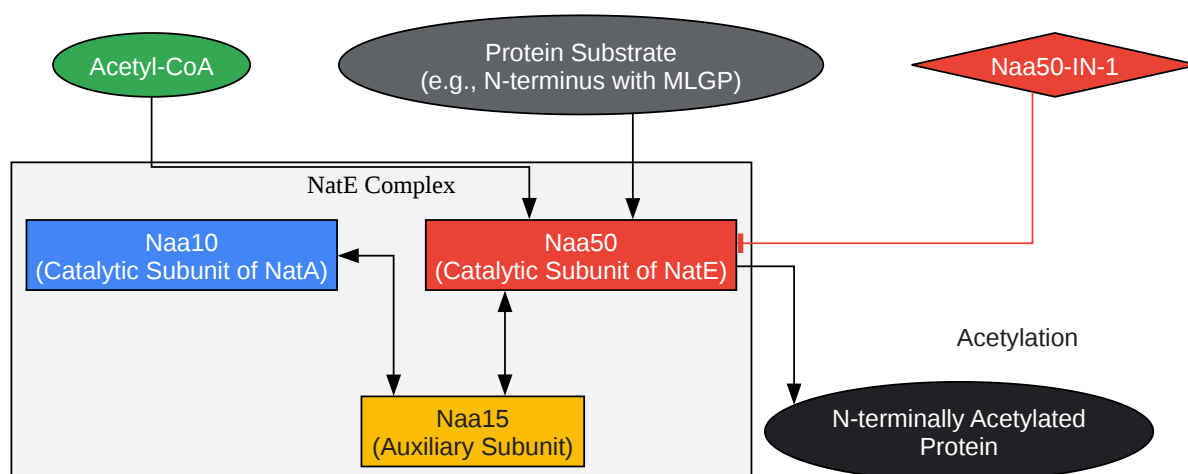 Acetyl-CoA
Protein Substrate
(e.g., N-terminus with MLGP)
Naa50-IN-1
NatE Complex
Naa10
(Catalytic Subunit of NatA)
Naa50
(Catalytic Subunit of NatE)
Acetylation
Naa15
(Auxiliary Subunit)
N-terminally Acetylated
Protein